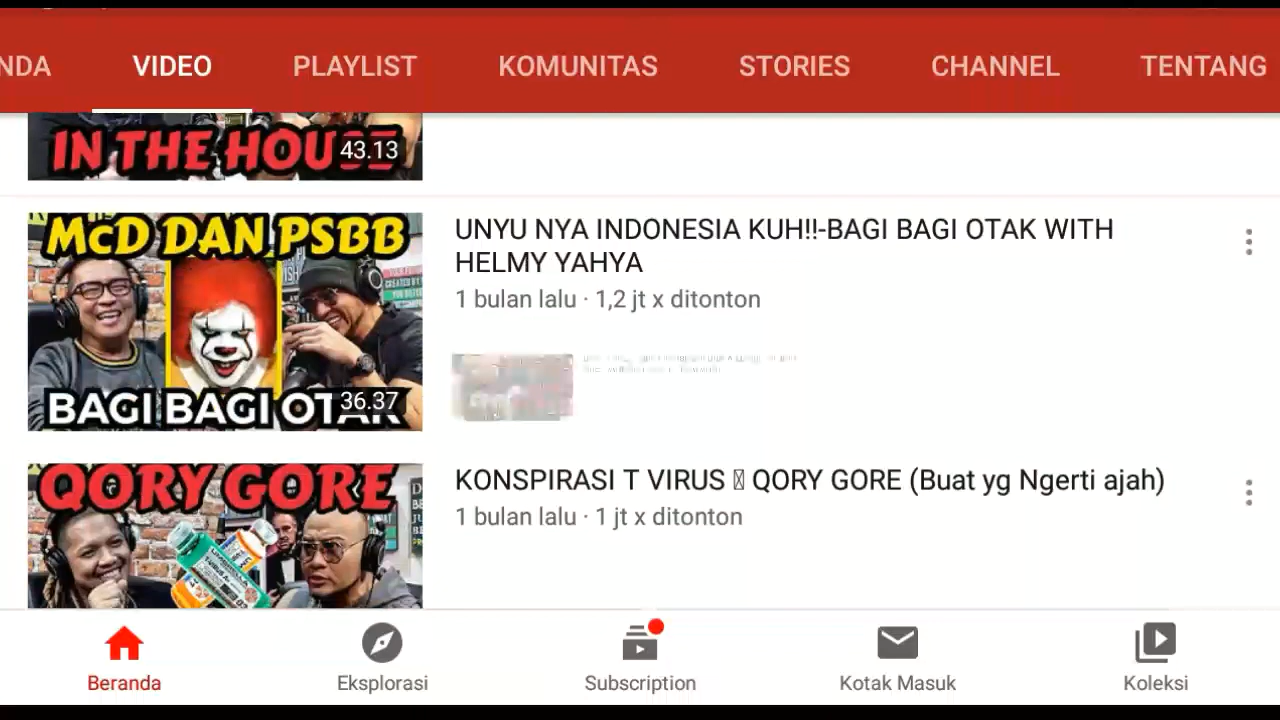 NDA VIDEO PLAYLIST KOMUNITAS STORIES CHANNEL TENTANG
IN THE HOUSE
43.13
McD DAN PSBB
BAGI BAGI OTAK
36.37
UNYU NYA INDONESIA KUH!!-BAGI BAGI OTAK WITH
HELMY YAHYA
1 bulan lalu · 1,2 jt x ditonton
QORY GORE
KONSPIRASI T VIRUS QORY GORE (Buat yg Ngerti ajah)
1 bulan lalu · 1 jt x ditonton
Beranda Eksplorasi Subscription Kotak Masuk Koleksi